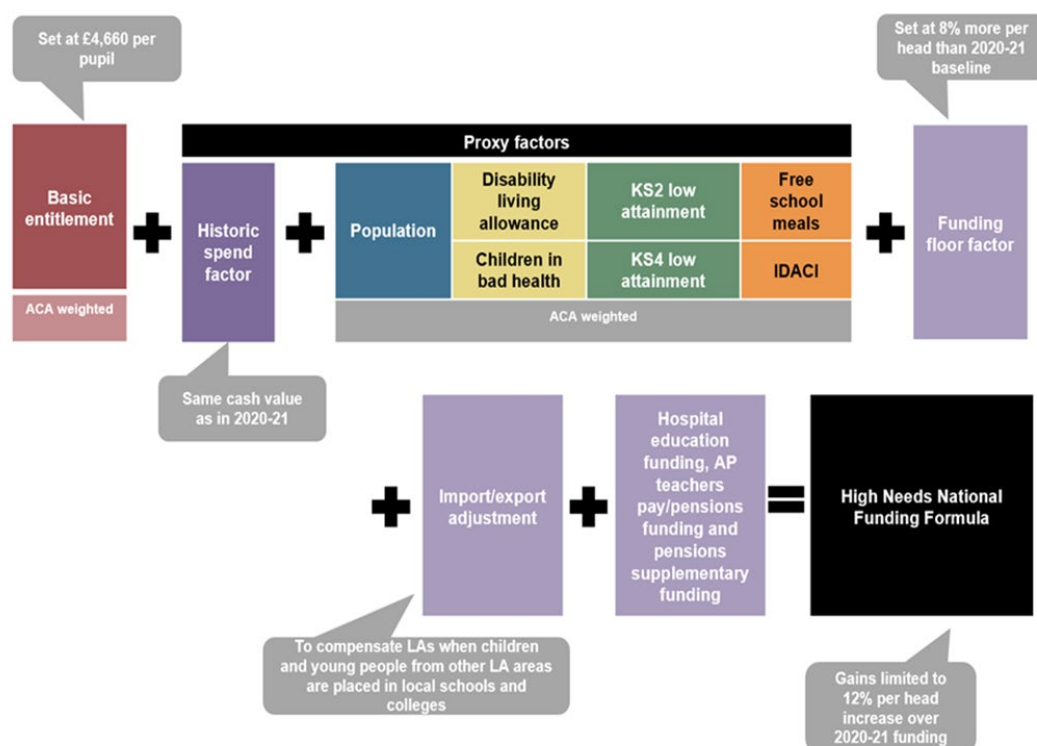 Set at £4,660 per
pupil
Set at 8% more per
head than 2020-21
baseline
Basic
entitlement
ACA weighted
Proxy factors
Historic
spend
factor
Population
Disability
living
allowance
KS2 low
attainment
Free
school
meals
Children in
bad health
KS4 low
attainment
IDACI
ACA weighted
Funding
floor factor
Same cash value
as in 2020-21
Import/export
adjustment
Hospital
education
funding, AP
teachers
pay/pensions
funding and
pensions
supplementary
funding
High Needs National
Funding Formula
To compensate LAs when children
and young people from other LA areas
are placed in local schools and
colleges
Gains limited to
12% per head
increase over
2020-21 funding